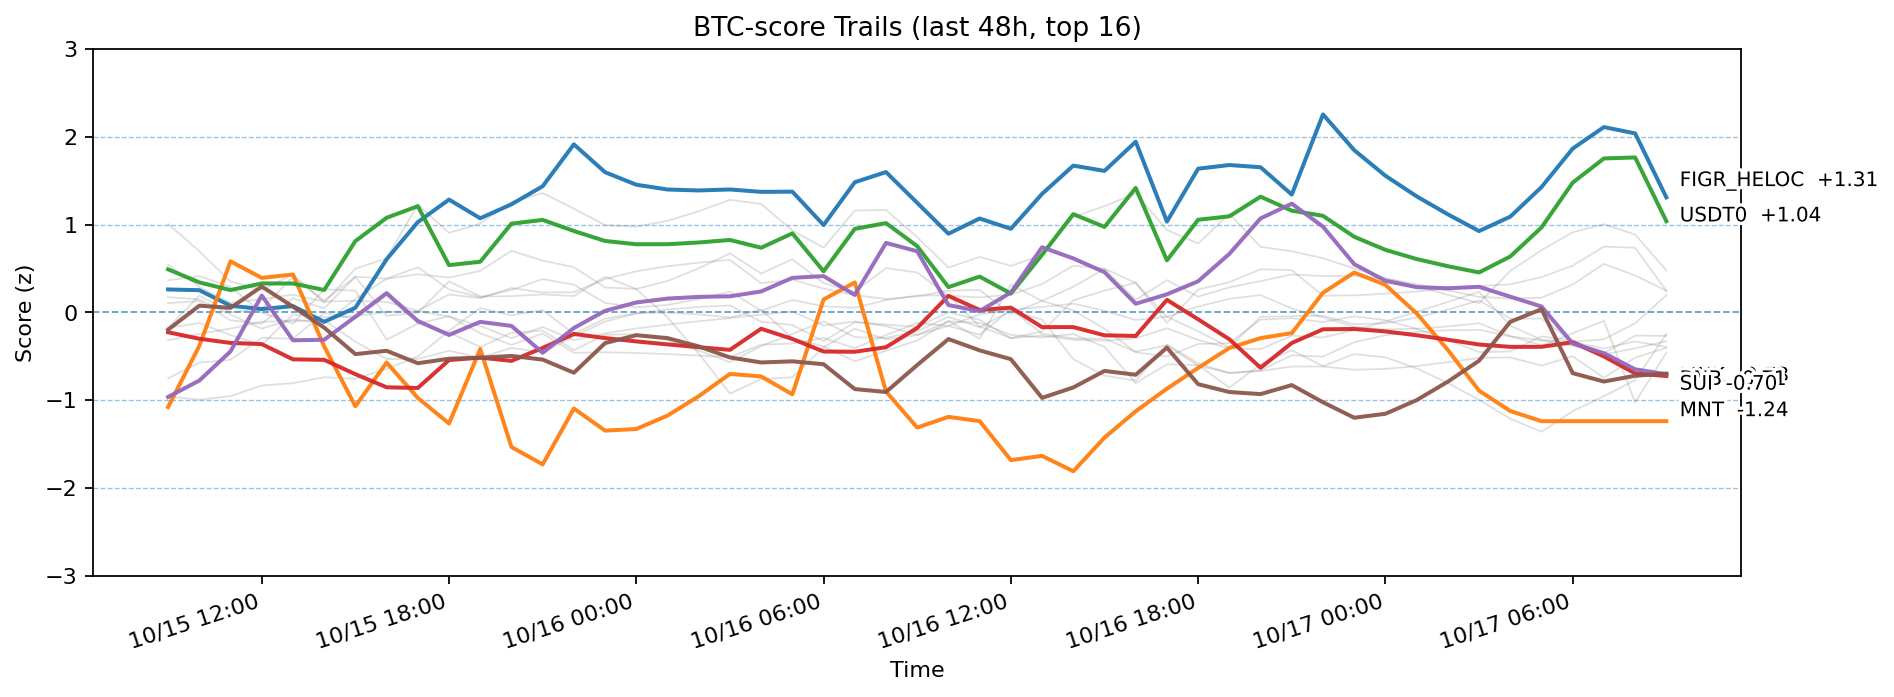 BTC-score Trails (last 48h, top 16)
3
2
1
0
−1
−2
−3
Score (z)
FIGR_HELOC +1.31
USDT0 +1.04
SUI -0.70
MNT -1.24
10/15 12:00
10/15 18:00
10/16 00:00
10/16 06:00
10/16 12:00
10/16 18:00
10/17 00:00
10/17 06:00
Time